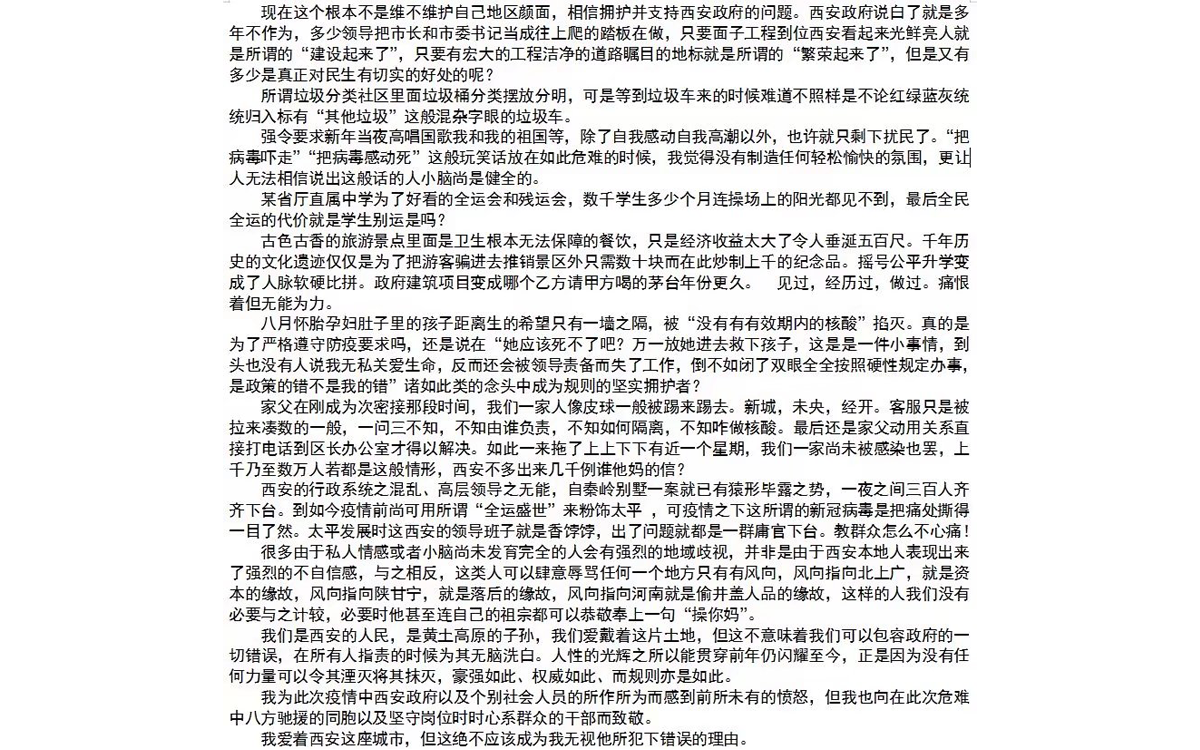 现在这个根本不是维不维护自己地区颜面，相信拥护并支持西安政府的问题。西安政府说白了就是多
年不作为，多少领导把市长和市委书记当成往上爬的踏板在做，只要面子工程到位西安看起来光鲜亮人就
是所谓的“建设起来了”，只要有宏大的工程洁净的道路瞩目的地标就是所谓的“繁荣起来了”，但是又有
多少是真正对民生有切实的好处的呢？
所谓垃圾分类社区里面垃圾桶分类摆放分明，可是等到垃圾车来的时候难道不照样是不论红绿蓝灰统
统归入标有“其他垃圾”这般混杂字眼的垃圾车。
强令要求新年当夜高唱国歌我和我的祖国等，除了自我感动自我高潮以外，也许就只剩下扰民了。“把
病毒吓走”“把病毒感动死”这般玩笑话放在如此危难的时候，我觉得没有制造任何轻松愉快的氛围，更让
人无法相信说出这般话的人小脑尚是健全的。
某省厅直属中学为了好看的全运会和残运会，数千学生多少个月连操场上的阳光都见不到，最后全民
全运的代价就是学生别运是吗？
古色古香的旅游景点里面是卫生根本无法保障的餐饮，只是经济收益太大了令人垂涎五百尺。千年历
史的文化遗迹仅仅是为了把游客骗进去推销景区外只需数十块而在此炒制上千的纪念品。摇号公平升学变
成了人脉软硬比拼。政府建筑项目变成哪个乙方请甲方喝的茅台年份更久。　见过，经历过，做过。痛恨
着但无能为力。
八月怀胎孕妇肚子里的孩子距离生的希望只有一墙之隔，被“没有有有效期内的核酸”掐灭。真的是
为了严格遵守防疫要求吗，还是说在“她应该死不了吧？万一放她进去救下孩子，这是是一件小事情，到
头也没有人说我无私关爱生命，反而还会被领导责备而失了工作，倒不如闭了双眼全全按照硬性规定办事，
是政策的错不是我的错”诸如此类的念头中成为规则的坚实拥护者？
家父在刚成为次密接那段时间，我们一家人像皮球一般被踢来踢去。新城，未央，经开。客服只是被
拉来凑数的一般，一问三不知，不知由谁负责，不知如何隔离，不知咋做核酸。最后还是家父动用关系直
接打电话到区长办公室才得以解决。如此一来拖了上上下下有近一个星期，我们一家尚未被感染也罢，上
千乃至数万人若都是这般情形，西安不多出来几千例谁他妈的信？
西安的行政系统之混乱、高层领导之无能，自秦岭别墅一案就已有猿形毕露之势，一夜之间三百人齐
齐下台。到如今疫情前尚可用所谓“全运盛世”来粉饰太平 ，可疫情之下这所谓的新冠病毒是把痛处撕得
一目了然。太平发展时这西安的领导班子就是香饽饽，出了问题就都是一群庸官下台。教群众怎么不心痛！
很多由于私人情感或者小脑尚未发育完全的人会有强烈的地域歧视，并非是由于西安本地人表现出来
了强烈的不自信感，与之相反，这类人可以肆意辱骂任何一个地方只有有风向，风向指向北上广，就是资
本的缘故，风向指向陕甘宁，就是落后的缘故，风向指向河南就是偷井盖人品的缘故，这样的人我们没有
必要与之计较，必要时他甚至连自己的祖宗都可以恭敬奉上一句“操你妈”。
我们是西安的人民，是黄土高原的子孙，我们爱戴着这片土地，但这不意味着我们可以包容政府的一
切错误，在所有人指责的时候为其无脑洗白。人性的光辉之所以能贯穿前年仍闪耀至今，正是因为没有任
何力量可以令其湮灭将其抹灭，豪强如此、权威如此、而规则亦是如此。
我为此次疫情中西安政府以及个别社会人员的所作所为而感到前所未有的愤怒，但我也向在此次危难
中八方驰援的同胞以及坚守岗位时时心系群众的干部而致敬。
我爱着西安这座城市，但这绝不应该成为我无视他所犯下错误的理由。